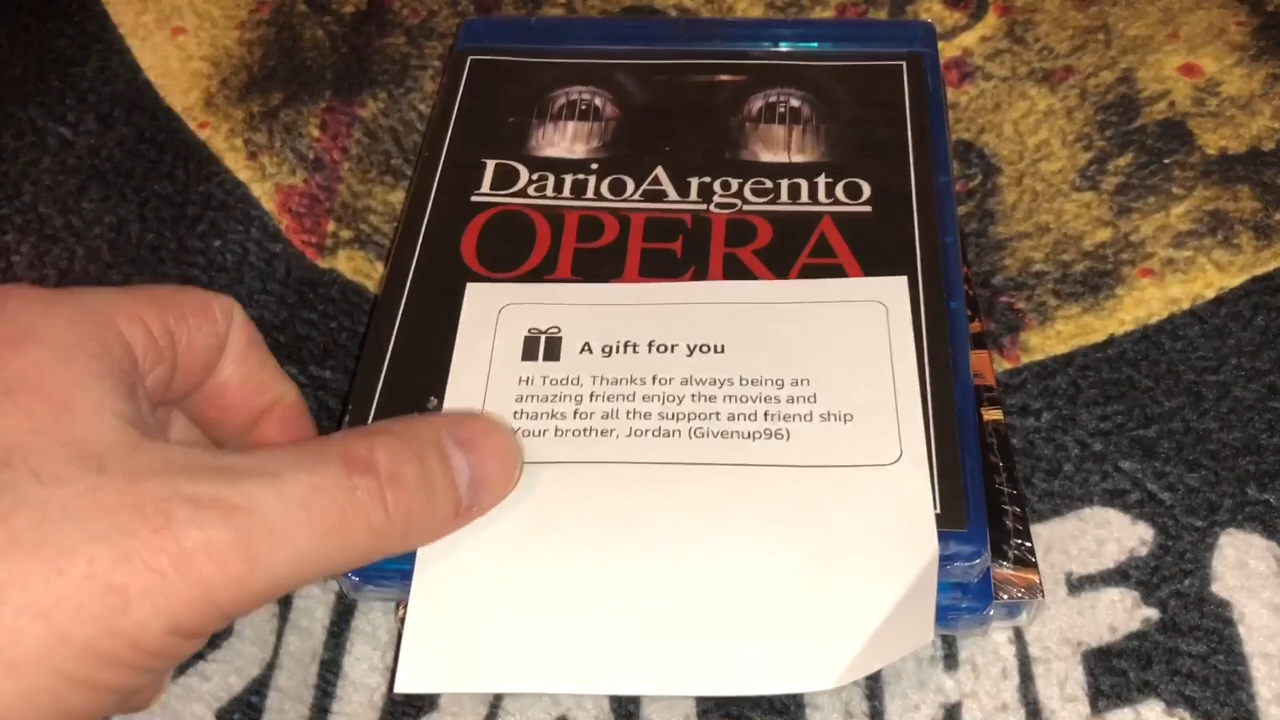 DarioArgento
OPERA
A gift for you
Hi Todd, Thanks for always being an
amazing friend enjoy the movies and
thanks for all the support and friend ship
Your brother, Jordan (Givenup96)